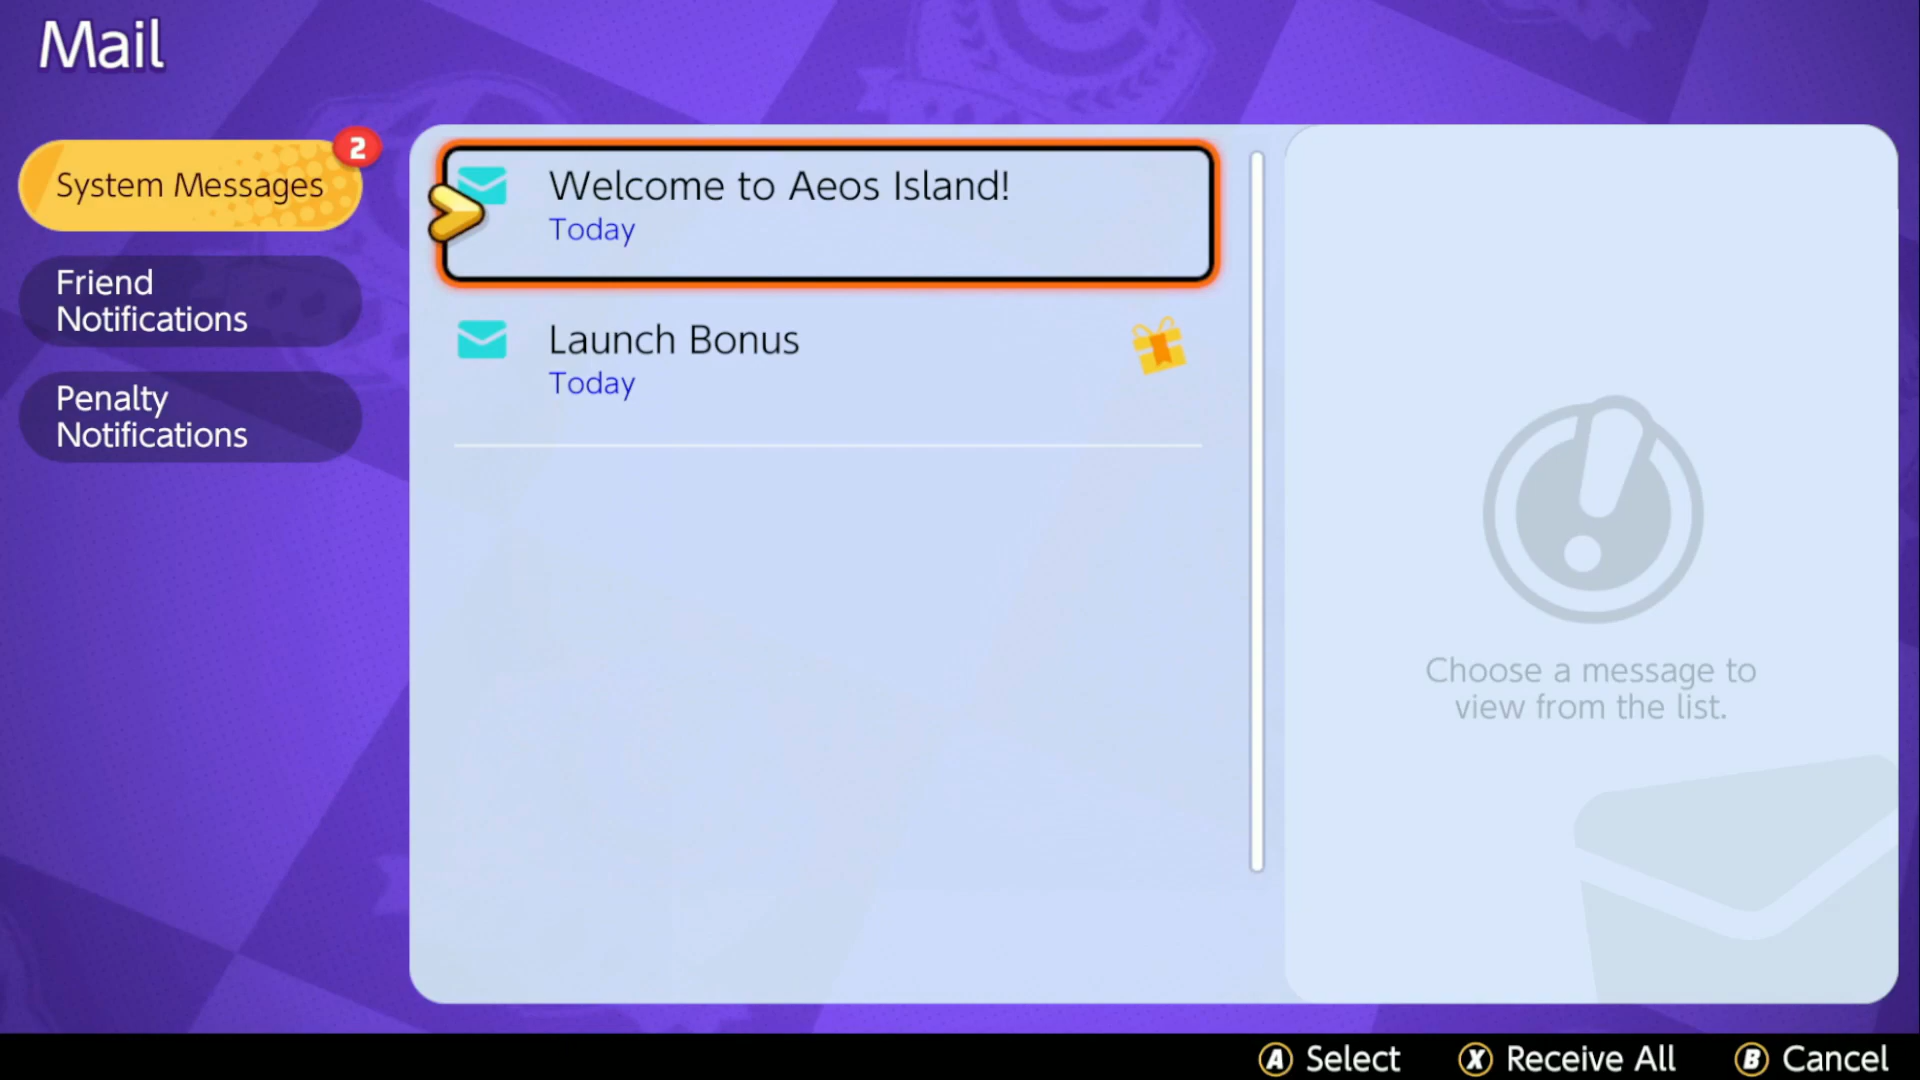 Mail
System Messages
2
Friend
Notifications
Penalty
Notifications
Welcome to Aeos Island!
Today
Launch Bonus
Today
Choose a message to
view from the list.
A Select
X Receive All
B Cancel